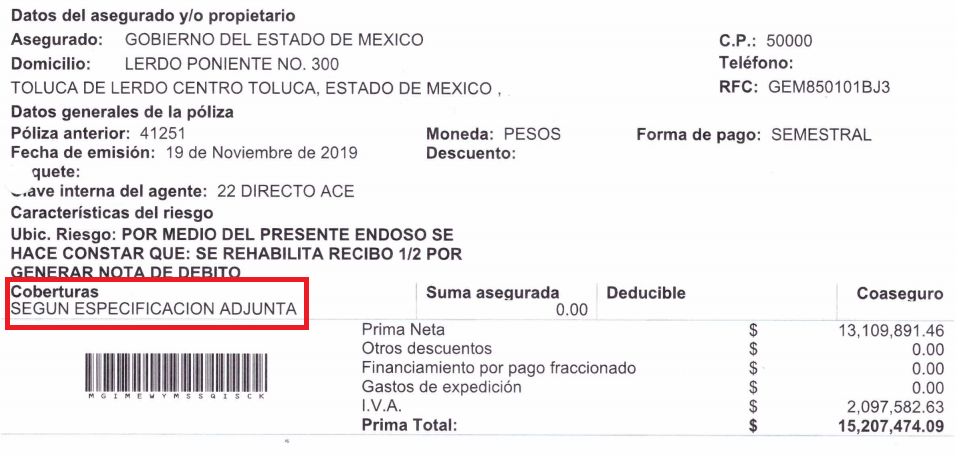 Datos del asegurado y/o propietario
Asegurado: GOBIERNO DEL ESTADO DE MEXICO C.P.: 50000
Domicilio: LERDO PONIENTE NO. 300 Teléfono:
TOLUCA DE LERDO CENTRO TOLUCA, ESTADO DE MEXICO , RFC: GEM850101BJ3
Datos generales de la póliza
Póliza anterior: 41251 Moneda: PESOS Forma de pago: SEMESTRAL
Fecha de emisión: 19 de Noviembre de 2019 Descuento:
quete:
Clave interna del agente: 22 DIRECTO ACE
Características del riesgo
Ubic. Riesgo: POR MEDIO DEL PRESENTE ENDOSO SE
HACE CONSTAR QUE: SE REHABILITA RECIBO 1/2 POR
GENERAR NOTA DE DEBITO
Coberturas Suma asegurada Deducible Coaseguro
SEGUN ESPECIFICACION ADJUNTA 0.00
Prima Neta $ 13,109,891.46
Otros descuentos $ 0.00
Financiamiento por pago fraccionado $ 0.00
Gastos de expedición $ 0.00
I.V.A. $ 2,097,582.63
Prima Total: $ 15,207,474.09
MGIMEWYMSSQISCK